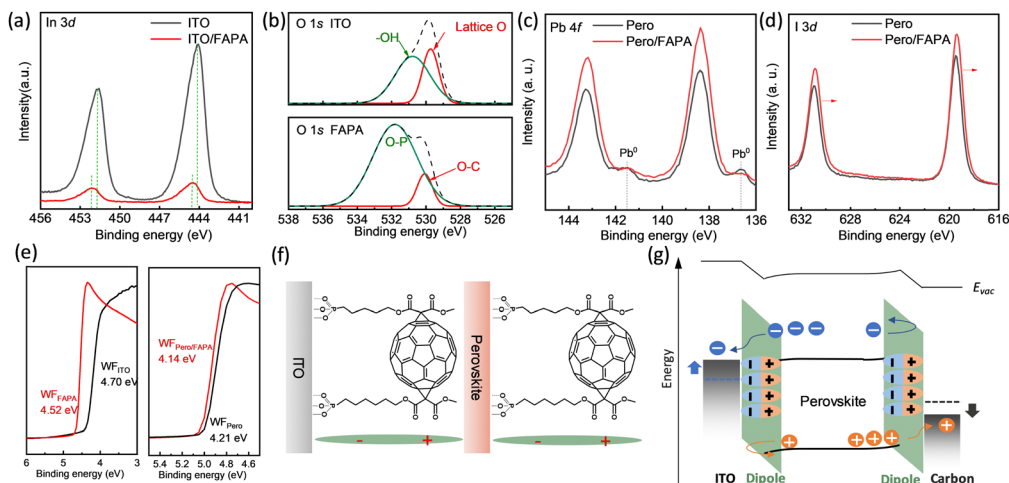 (a)
In 3d
ITO
ITO/FAPA
Intensity(a.u.)
456 453 450 447 444 441
Binding energy (eV)
(b)
O 1s ITO
-OH
Lattice O
O 1s FAPA
O-P
O-C
Intensity (a. u.)
538 536 534 532 530 528 526
Binding energy (eV)
(c)
Pb 4f
Pero
Pero/FAPA
Pb⁰
Pb⁰
Intensity (a. u.)
144 142 140 138 136
Binding energy (eV)
(d)
I 3d
Pero
Pero/FAPA
Intensity (a. u.)
632 628 624 620 616
Binding energy (eV)
(e)
WF_FAPA
4.52 eV
WF_ITO
4.70 eV
6 5 4 3
Binding energy (eV)
WF_Pero/FAPA
4.14 eV
WF_Pero
4.21 eV
5.4 5.2 5.0 4.8 4.6
Binding energy (eV)
(f)
ITO
O
O
P
O
O
O
O
O
O
O
P
O
O
O
O
O
O
- +
Perovskite
O
O
P
O
O
O
O
O
O
O
P
O
O
O
O
O
O
- +
(g)
E_vac
Energy
- - - - -
- +
- +
- +
- +
Perovskite
- +
- +
- +
- +
+ + + + +
ITO Dipole Dipole Carbon